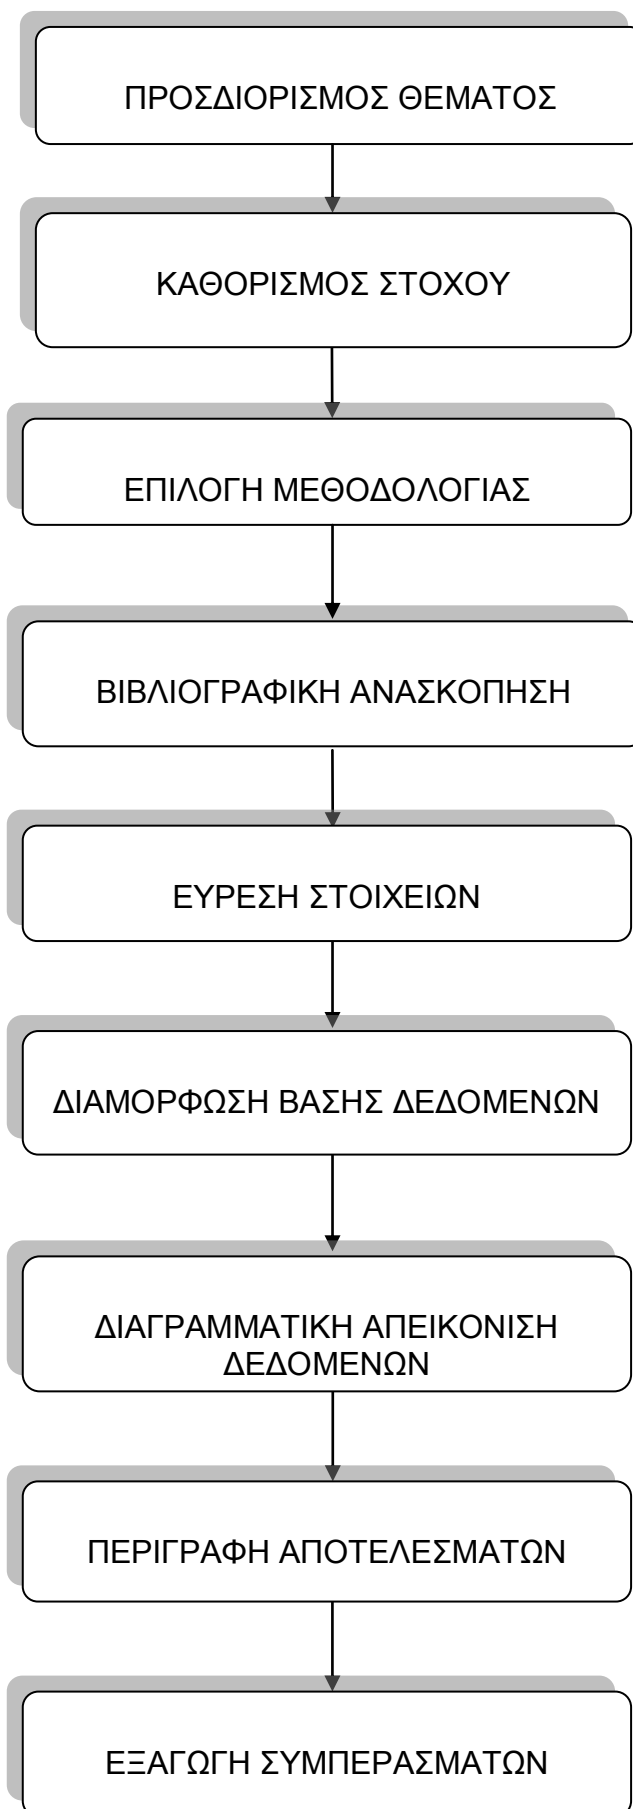 ΠΡΟΣΔΙΟΡΙΣΜΟΣ ΘΕΜΑΤΟΣ
ΚΑΘΟΡΙΣΜΟΣ ΣΤΟΧΟΥ
ΕΠΙΛΟΓΗ ΜΕΘΟΔΟΛΟΓΙΑΣ
ΒΙΒΛΙΟΓΡΑΦΙΚΗ ΑΝΑΣΚΟΠΗΣΗ
ΕΥΡΕΣΗ ΣΤΟΙΧΕΙΩΝ
ΔΙΑΜΟΡΦΩΣΗ ΒΑΣΗΣ ΔΕΔΟΜΕΝΩΝ
ΔΙΑΓΡΑΜΜΑΤΙΚΗ ΑΠΕΙΚΟΝΙΣΗ
ΔΕΔΟΜΕΝΩΝ
ΠΕΡΙΓΡΑΦΗ ΑΠΟΤΕΛΕΣΜΑΤΩΝ
ΕΞΑΓΩΓΗ ΣΥΜΠΕΡΑΣΜΑΤΩΝ